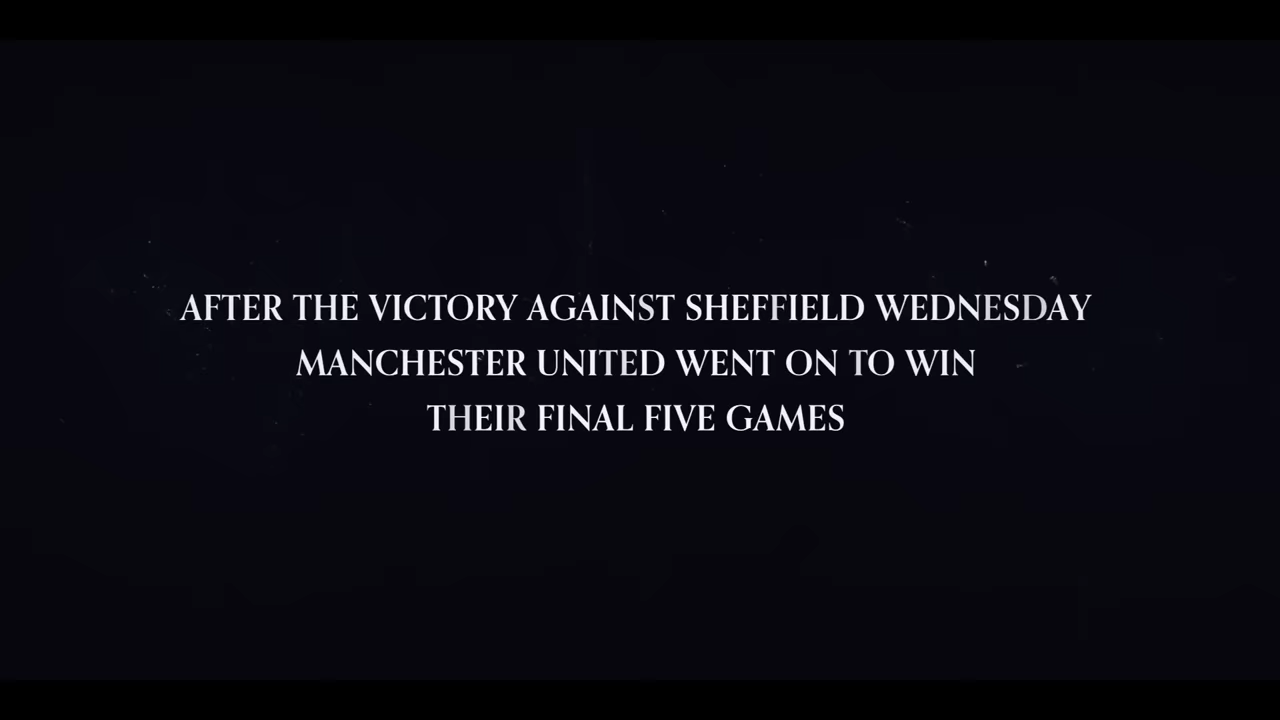 AFTER THE VICTORY AGAINST SHEFFIELD WEDNESDAY
MANCHESTER UNITED WENT ON TO WIN
THEIR FINAL FIVE GAMES